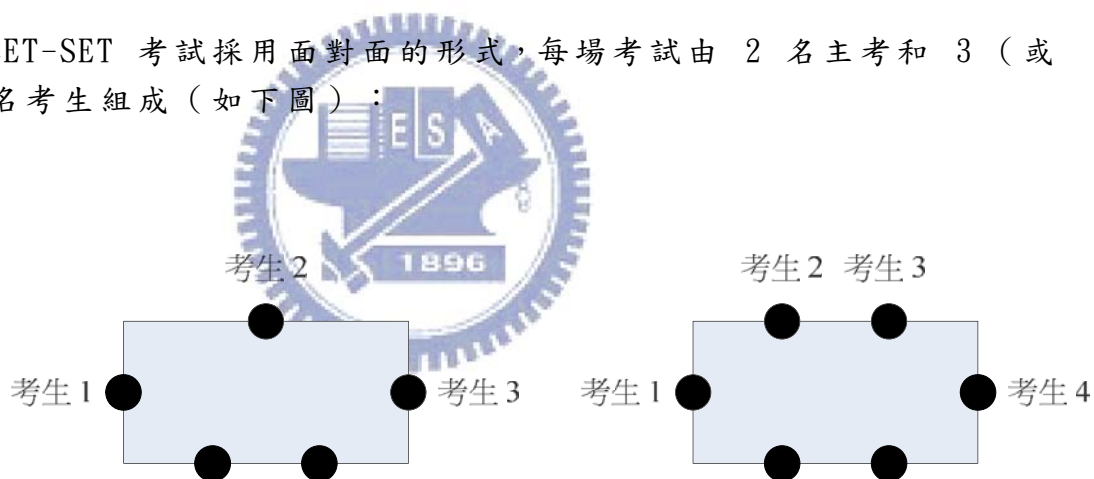 ET-SET 考試採用面對面的形式，每場考試由 2 名主考和 3（或
名考生組成（如下圖）：
E S A
1896
考生 2
考生 2 考生 3
考生 1 考生 3
考生 1 考生 4